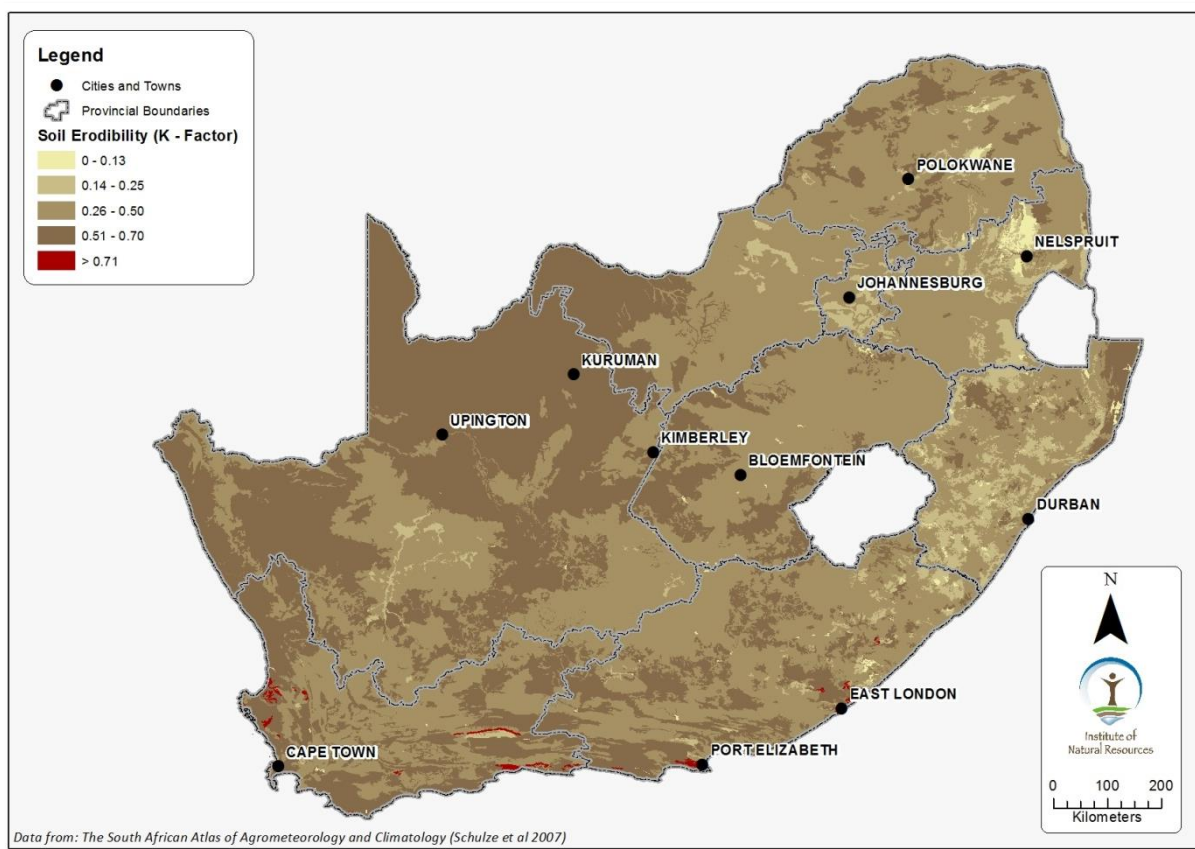 Legend
Cities and Towns
Provincial Boundaries
Soil Erodibility (K - Factor)
0 - 0.13
0.14 - 0.25
0.26 - 0.50
0.51 - 0.70
> 0.71
POLOKWANE
NELSPRUIT
JOHANNESBURG
KURUMAN
UPINGTON
KIMBERLEY
BLOEMFONTEIN
DURBAN
EAST LONDON
PORT ELIZABETH
CAPE TOWN
N
Institute of
Natural Resources
0 100 200
Kilometers
Data from: The South African Atlas of Agrometeorology and Climatology (Schulze et al 2007)